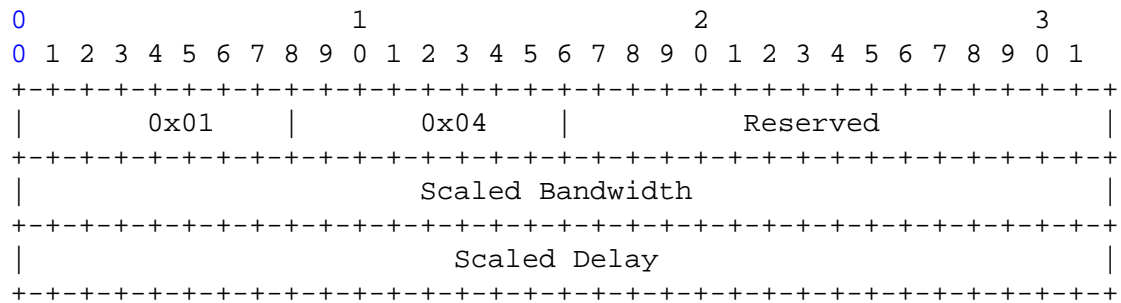 0                   1                   2                   3
0 1 2 3 4 5 6 7 8 9 0 1 2 3 4 5 6 7 8 9 0 1 2 3 4 5 6 7 8 9 0 1
+-+-+-+-+-+-+-+-+-+-+-+-+-+-+-+-+-+-+-+-+-+-+-+-+-+-+-+-+-+-+-+-+
|       0x01    |       0x04    |          Reserved             |
+-+-+-+-+-+-+-+-+-+-+-+-+-+-+-+-+-+-+-+-+-+-+-+-+-+-+-+-+-+-+-+-+
|                       Scaled Bandwidth                        |
+-+-+-+-+-+-+-+-+-+-+-+-+-+-+-+-+-+-+-+-+-+-+-+-+-+-+-+-+-+-+-+-+
|                         Scaled Delay                          |
+-+-+-+-+-+-+-+-+-+-+-+-+-+-+-+-+-+-+-+-+-+-+-+-+-+-+-+-+-+-+-+-+